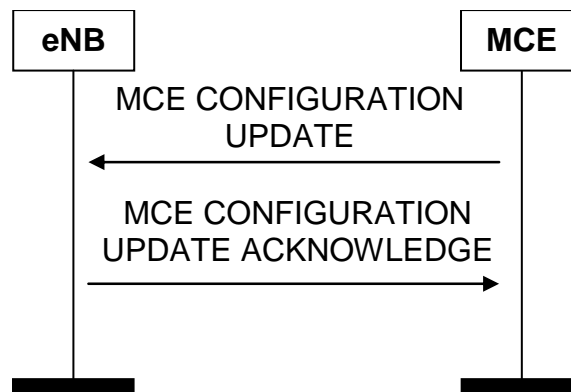 eNB
MCE
MCE CONFIGURATION
UPDATE
MCE CONFIGURATION
UPDATE ACKNOWLEDGE